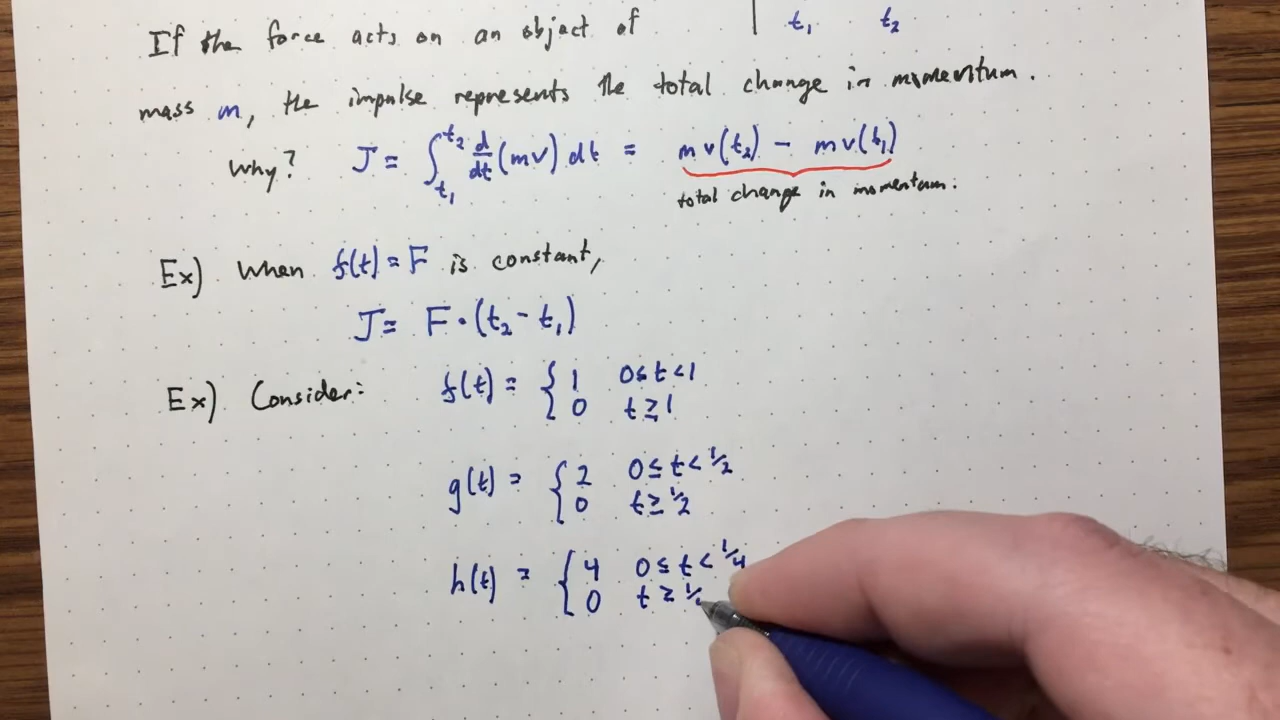 If the force acts on an object of
t₁ t₂
mass m, the impulse represents the total change in momentum.
Why? J = ∫_{t₁}^{t₂} d/dt (mv) dt = mv(t₂) - mv(t₁)
total change in momentum.
Ex) When f(t) = F is constant,
J = F·(t₂ - t₁)
Ex) Consider: f(t) = { 1 0 ≤ t < 1
0 t ≥ 1
g(t) = { 2 0 ≤ t < 1/2
0 t ≥ 1/2
h(t) = { 4 0 ≤ t < 1/4
0 t ≥ 1/